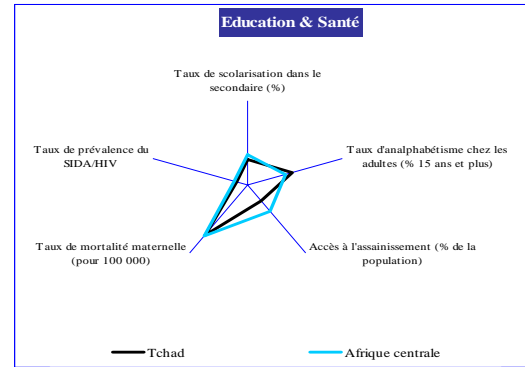 Education & Santé
Taux de scolarisation dans le
secondaire (%)
Taux de prévalence du
SIDA/HIV
Taux d'analphabétisme chez les
adultes (% 15 ans et plus)
Taux de mortalité maternelle
(pour 100 000)
Accès à l'assainissement (% de la
population)
Tchad
Afrique centrale